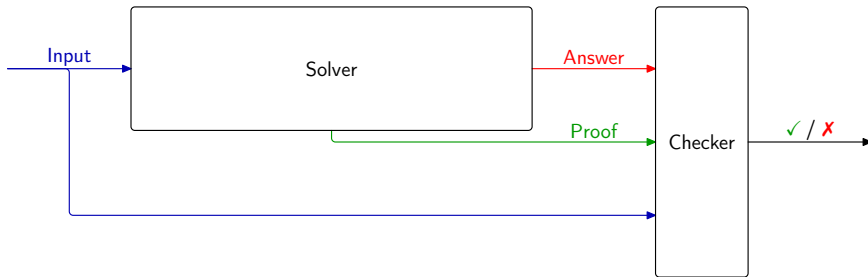 Input
Solver
Answer
Proof
Checker
✓ / ✗